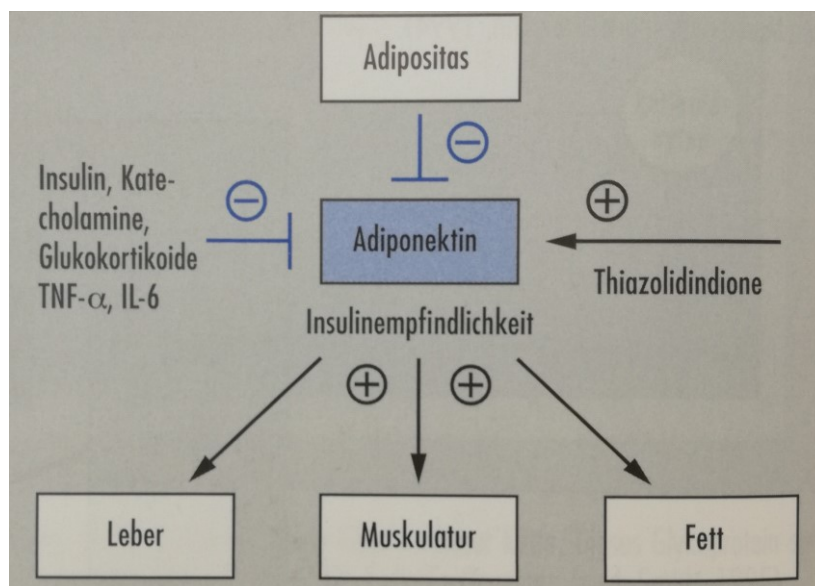 Adipositas
Insulin, Kate-
cholamine,
Glukokortikoide
TNF-α, IL-6
Adiponektin
Thiazolidindione
Insulinempfindlichkeit
Leber
Muskulatur
Fett